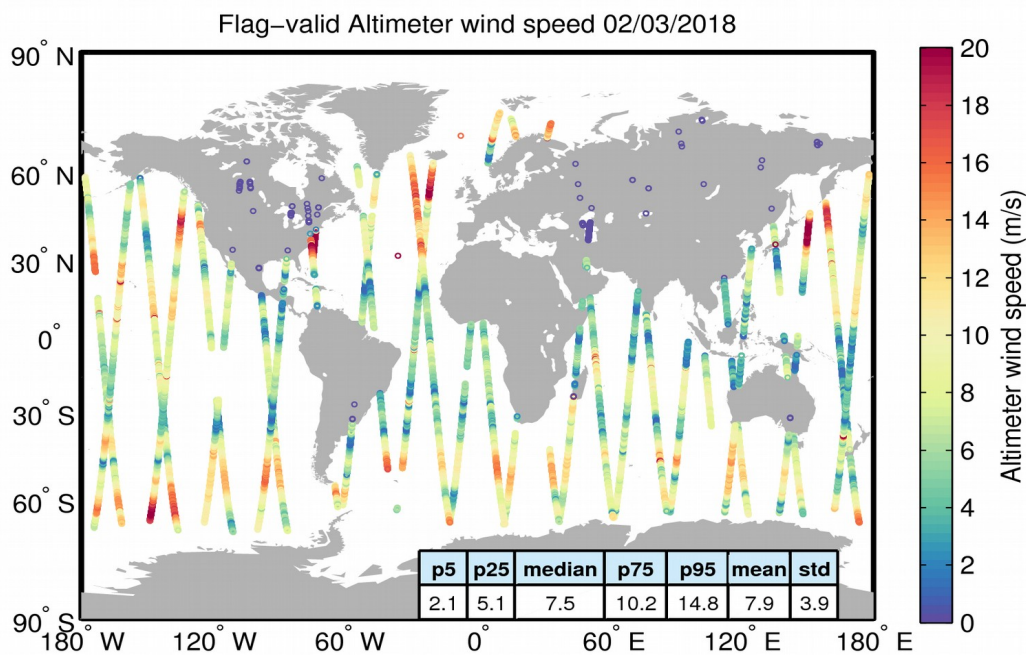 Flag−valid Altimeter wind speed 02/03/2018
90° N
60° N
30° N
0°
30° S
60° S
90° S
180° W
120° W
60° W
0°
60° E
120° E
180° E
p5 p25 median p75 p95 mean std
2.1 5.1 7.5 10.2 14.8 7.9 3.9
20
18
16
14
12
10
8
6
4
2
0
Altimeter wind speed (m/s)